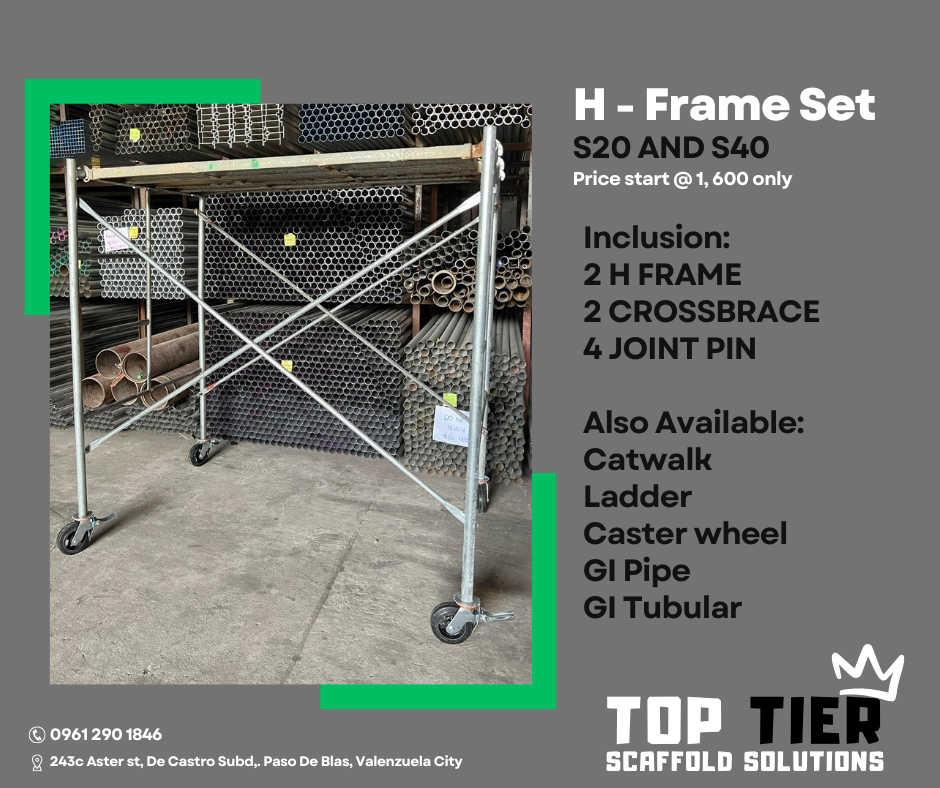 H - Frame Set
S20 AND S40
Price start @ 1, 600 only
Inclusion:
2 H FRAME
2 CROSSBRACE
4 JOINT PIN
Also Available:
Catwalk
Ladder
Caster wheel
GI Pipe
GI Tubular
TOP TIER
SCAFFOLD SOLUTIONS
0961 290 1846
243c Aster st, De Castro Subd,. Paso De Blas, Valenzuela City